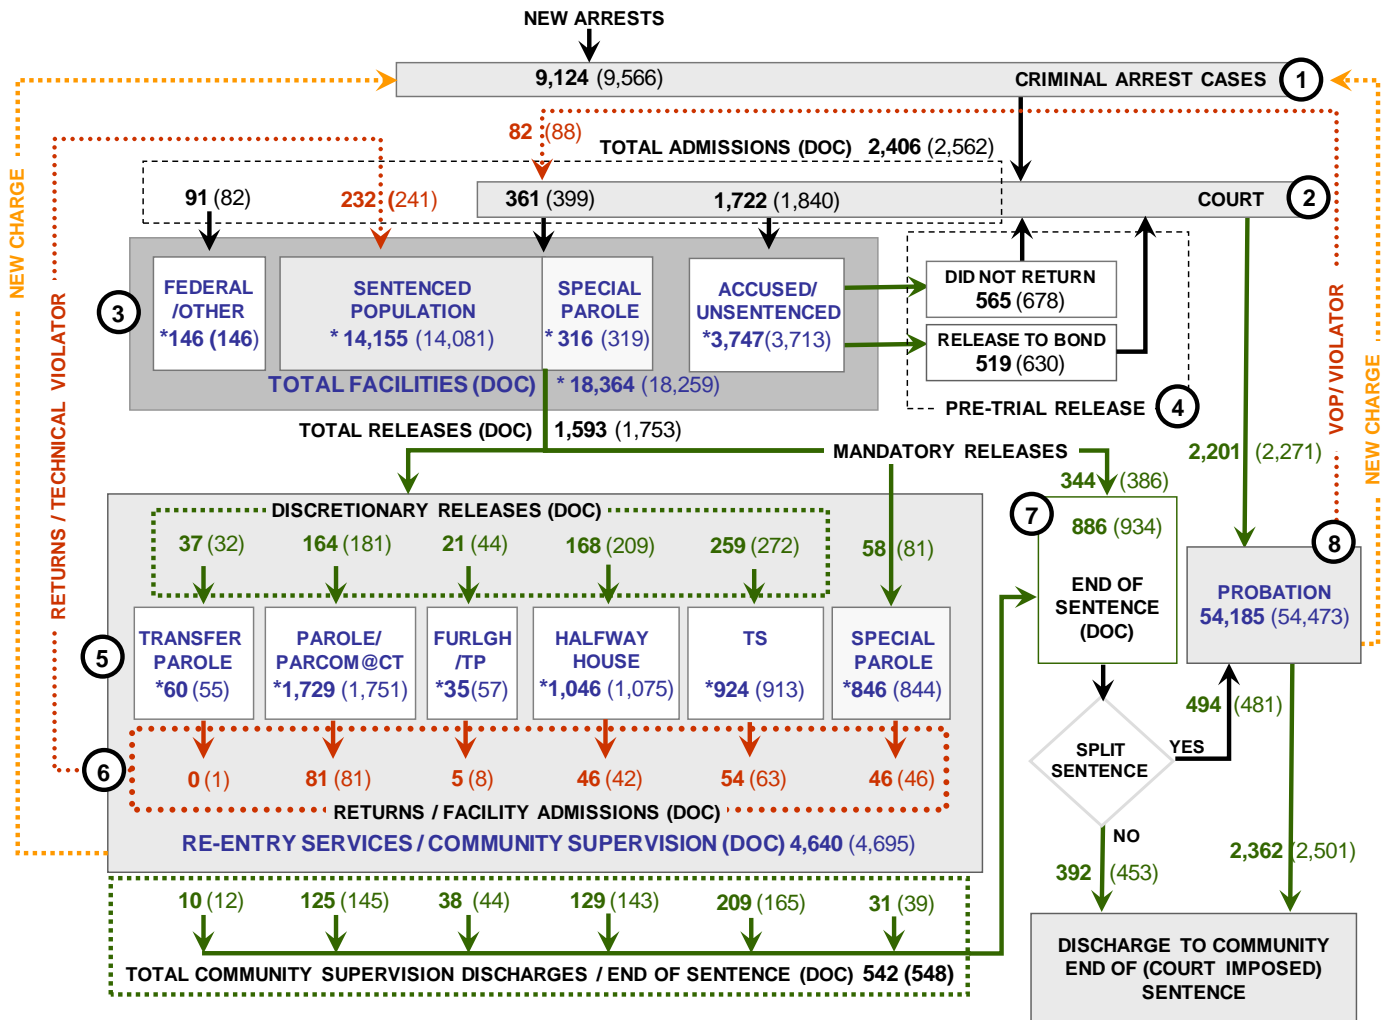 NEW ARRESTS
9,124 (9,566)
CRIMINAL ARREST CASES
1
82 (88)
TOTAL ADMISSIONS (DOC) 2,406 (2,562)
91 (82)
232 (241)
361 (399)
1,722 (1,840)
COURT
2
NEW CHARGE
RETURNS / TECHNICAL VIOLATOR
3
FEDERAL
/OTHER
*146 (146)
SENTENCED
POPULATION
* 14,155 (14,081)
SPECIAL
PAROLE
* 316 (319)
ACCUSED/
UNSENTENCED
*3,747(3,713)
TOTAL FACILITIES (DOC) * 18,364 (18,259)
DID NOT RETURN
565 (678)
RELEASE TO BOND
519 (630)
PRE-TRIAL RELEASE
4
VOP/ VIOLATOR
NEW CHARGE
TOTAL RELEASES (DOC) 1,593 (1,753)
MANDATORY RELEASES
2,201 (2,271)
344 (386)
DISCRETIONARY RELEASES (DOC)
37 (32)
164 (181)
21 (44)
168 (209)
259 (272)
58 (81)
7
886 (934)
END OF
SENTENCE
(DOC)
8
PROBATION
54,185 (54,473)
5
TRANSFER
PAROLE
*60 (55)
PAROLE/
PARCOM@CT
*1,729 (1,751)
FURLGH
/TP
*35(57)
HALFWAY
HOUSE
*1,046 (1,075)
TS
*924 (913)
SPECIAL
PAROLE
*846 (844)
494 (481)
6
0 (1)
81 (81)
5 (8)
46 (42)
54 (63)
46 (46)
RETURNS / FACILITY ADMISSIONS (DOC)
SPLIT
SENTENCE
YES
NO
RE-ENTRY SERVICES / COMMUNITY SUPERVISION (DOC) 4,640 (4,695)
392 (453)
2,362 (2,501)
10 (12)
125 (145)
38 (44)
129 (143)
209 (165)
31 (39)
TOTAL COMMUNITY SUPERVISION DISCHARGES / END OF SENTENCE (DOC) 542 (548)
DISCHARGE TO COMMUNITY
END OF (COURT IMPOSED)
SENTENCE